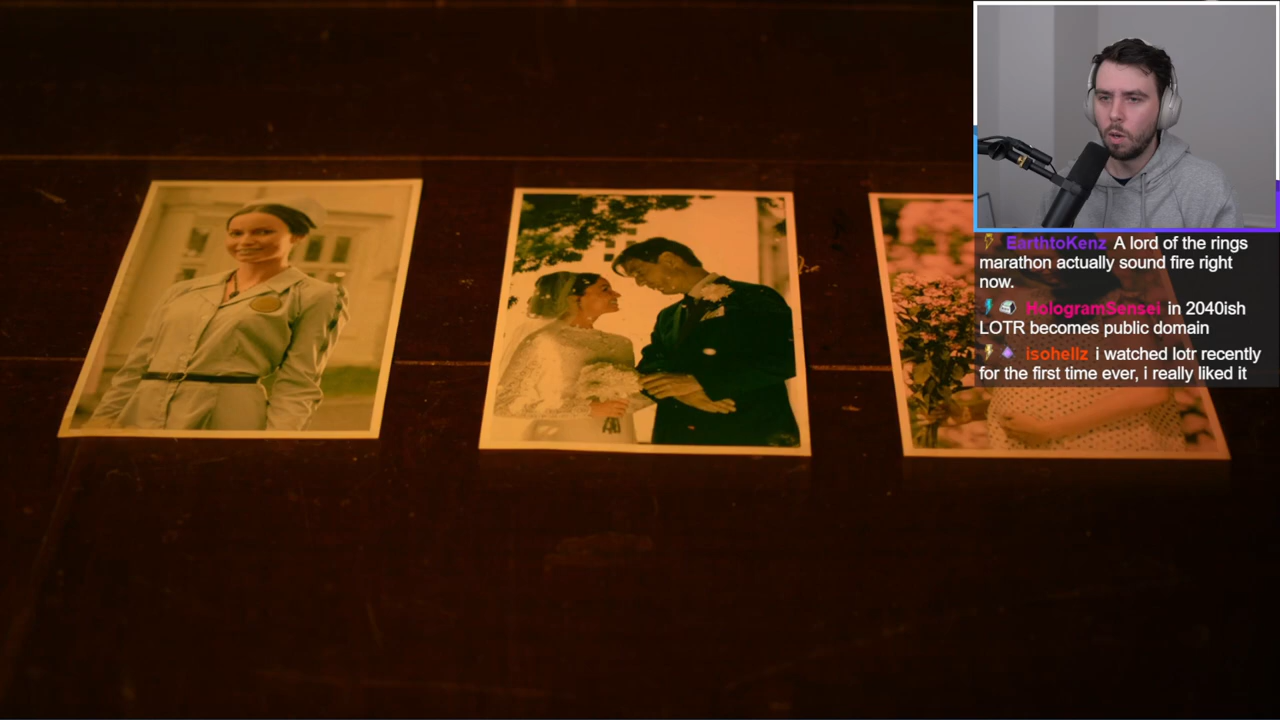 EarthtoKenz A lord of the rings
marathon actually sound fire right
now.
HologramSensei in 2040ish
LOTR becomes public domain
isohellz i watched lotr recently
for the first time ever, i really liked it